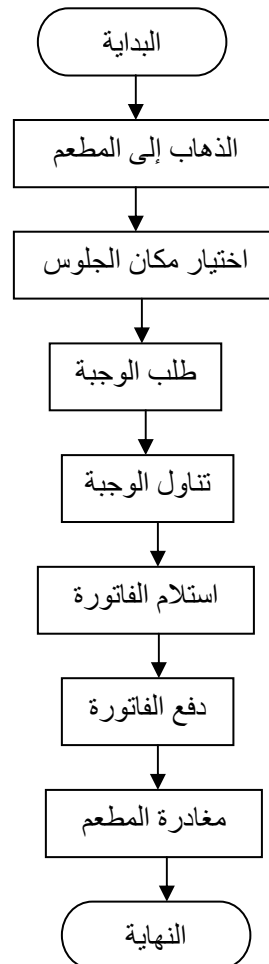 البداية
الذهاب إلى المطعم
اختيار مكان الجلوس
طلب الوجبة
تناول الوجبة
استلام الفاتورة
دفع الفاتورة
مغادرة المطعم
النهاية